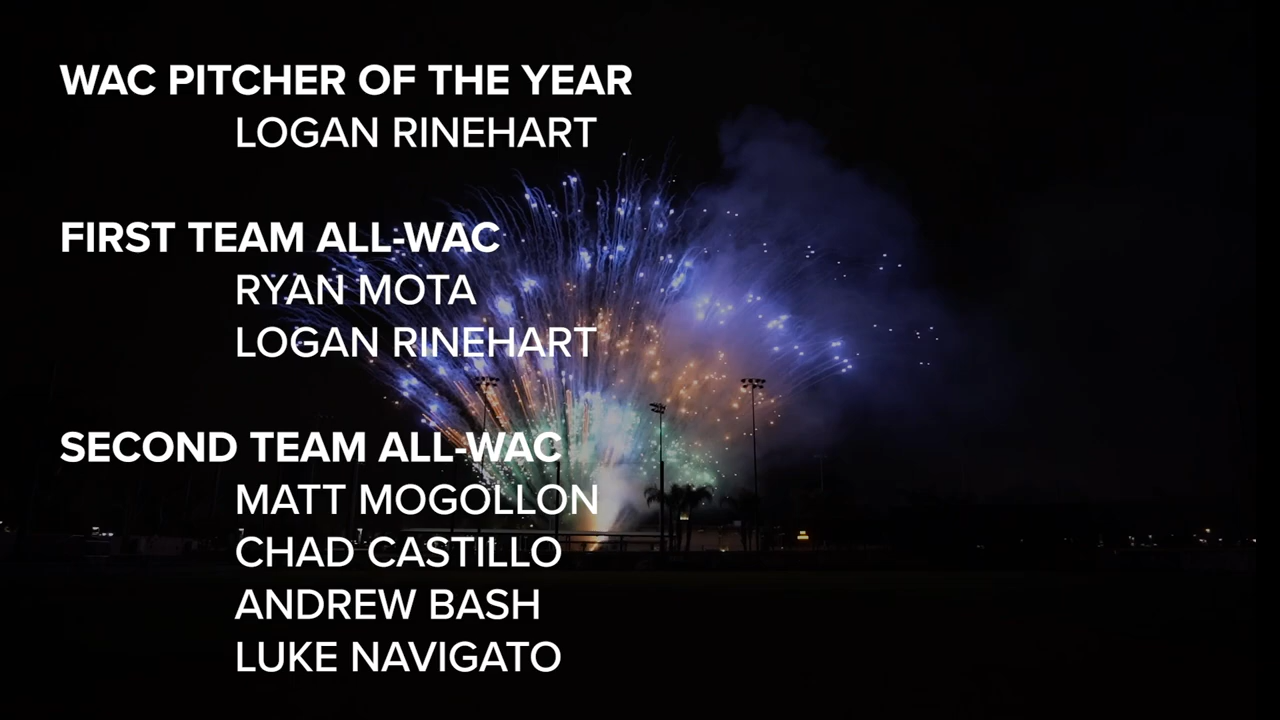 WAC PITCHER OF THE YEAR
LOGAN RINEHART
FIRST TEAM ALL-WAC
RYAN MOTA
LOGAN RINEHART
SECOND TEAM ALL-WAC
MATT MOGOLLON
CHAD CASTILLO
ANDREW BASH
LUKE NAVIGATO